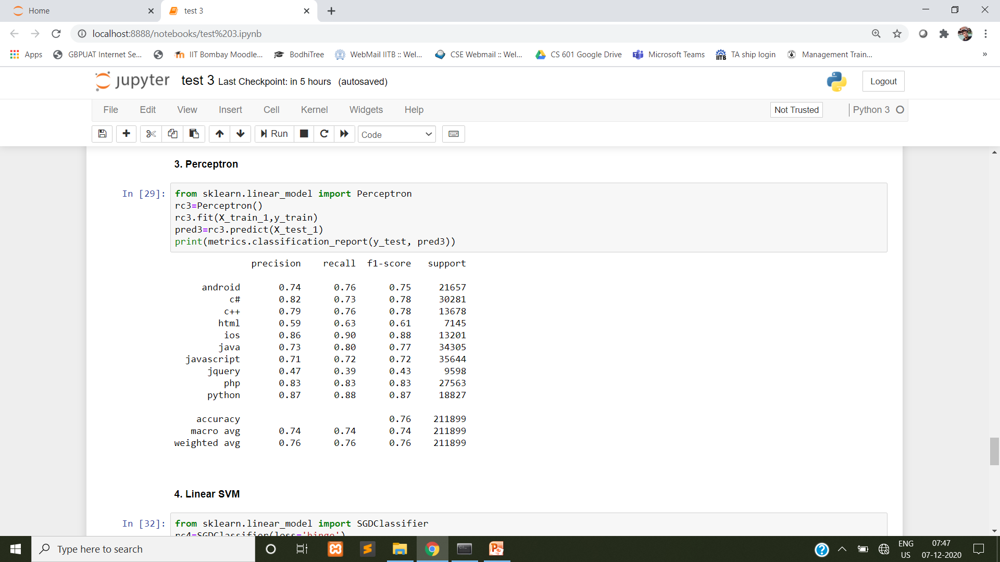 Home
test 3
localhost:8888/notebooks/test%203.ipynb
Apps GBPUAT Internet Se... IIT Bombay Moodle... BodhiTree WebMail IITB :: Wel... CSE Webmail :: Wel... CS 601 Google Drive Microsoft Teams TA ship login Management Train... »
jupyter test 3 Last Checkpoint: in 5 hours (autosaved) Logout
File Edit View Insert Cell Kernel Widgets Help Not Trusted Python 3
Run Code
3. Perceptron
In [29]: from sklearn.linear_model import Perceptron
rc3=Perceptron()
rc3.fit(X_train_1,y_train)
pred3=rc3.predict(X_test_1)
print(metrics.classification_report(y_test, pred3))
precision recall f1-score support
android 0.74 0.76 0.75 21657
c# 0.82 0.73 0.78 30281
c++ 0.79 0.76 0.78 13678
html 0.59 0.63 0.61 7145
ios 0.86 0.90 0.88 13201
java 0.73 0.80 0.77 34305
javascript 0.71 0.72 0.72 35644
jquery 0.47 0.39 0.43 9598
php 0.83 0.83 0.83 27563
python 0.87 0.88 0.87 18827
accuracy 0.76 211899
macro avg 0.74 0.74 0.74 211899
weighted avg 0.76 0.76 0.76 211899
4. Linear SVM
In [32]: from sklearn.linear_model import SGDClassifier
rc4=SGDClassifier(loss='hinge')
Type here to search
ENG
US
07:47
07-12-2020